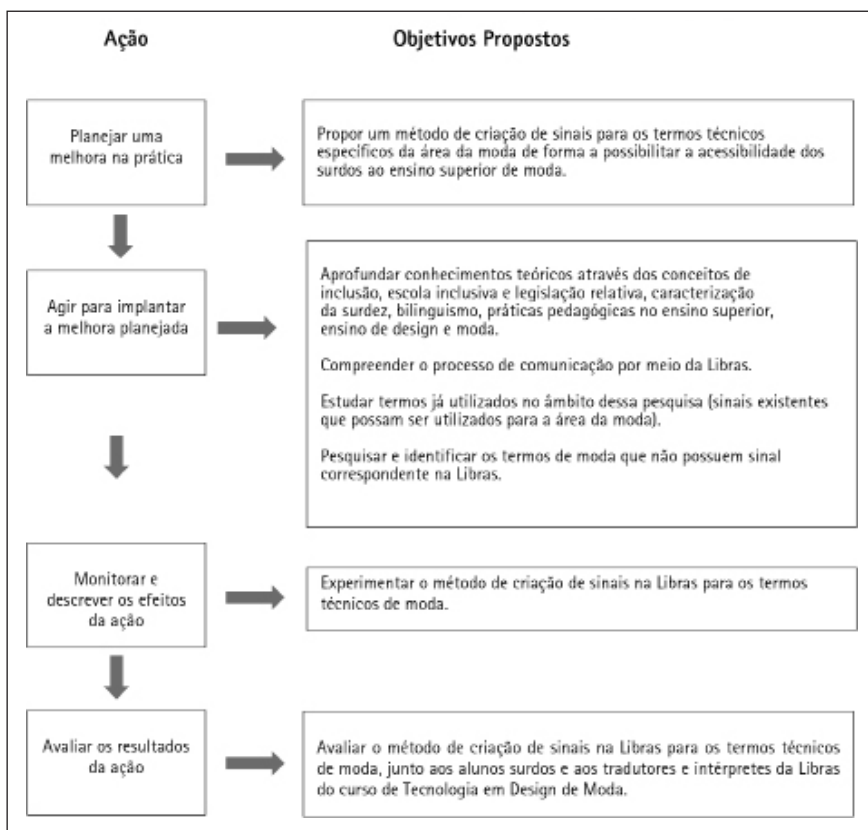 Ação
Objetivos Propostos
Planejar uma
melhora na prática
Propor um método de criação de sinais para os termos técnicos
específicos da área da moda de forma a possibilitar a acessibilidade dos
surdos ao ensino superior de moda.
Agir para implantar
a melhora planejada
Aprofundar conhecimentos teóricos através dos conceitos de
inclusão, escola inclusiva e legislação relativa, caracterização
da surdez, bilinguismo, práticas pedagógicas no ensino superior,
ensino de design e moda.
Compreender o processo de comunicação por meio da Libras.
Estudar termos já utilizados no âmbito dessa pesquisa (sinais existentes
que possam ser utilizados para a área da moda).
Pesquisar e identificar os termos de moda que não possuem sinal
correspondente na Libras.
Monitorar e
descrever os efeitos
da ação
Experimentar o método de criação de sinais na Libras para os termos
técnicos de moda.
Avaliar os resultados
da ação
Avaliar o método de criação de sinais na Libras para os termos técnicos
de moda, junto aos alunos surdos e aos tradutores e intérpretes da Libras
do curso de Tecnologia em Design de Moda.